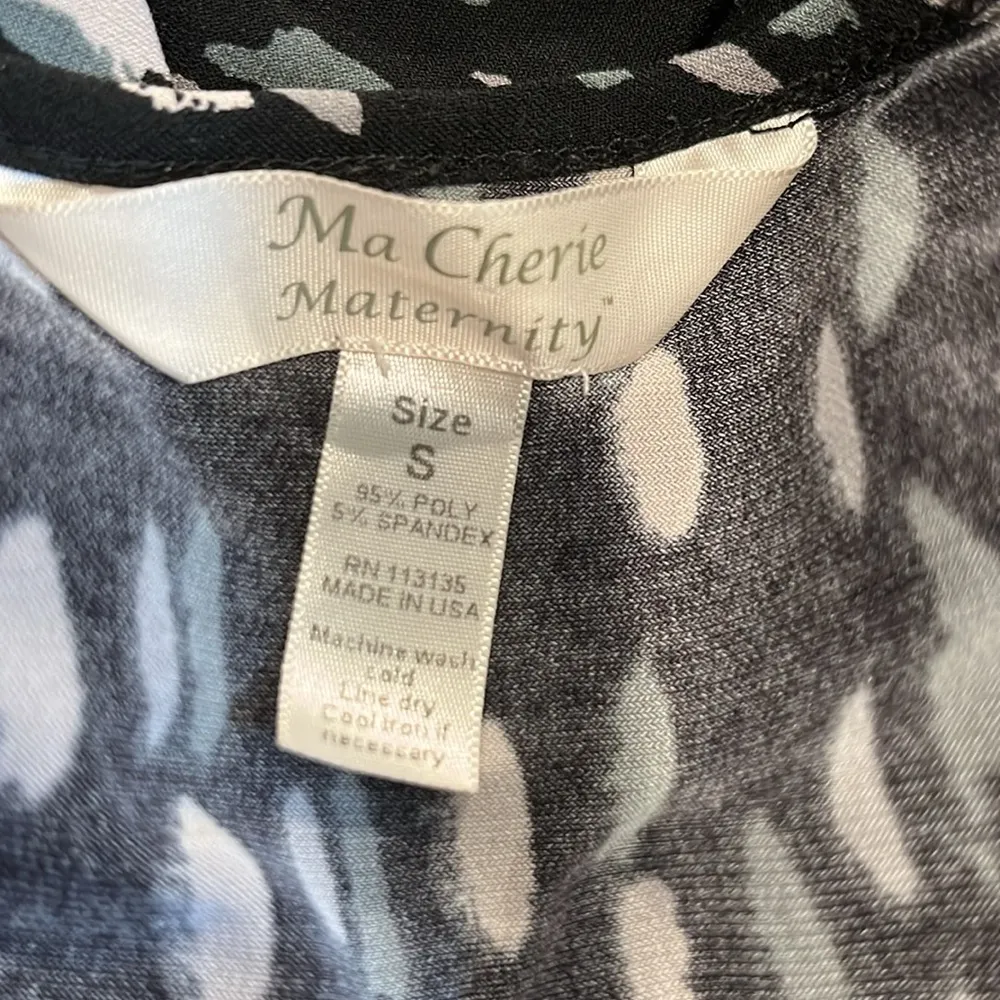 Ma Cherie
Maternity™
Size
S
95% POLY
5% SPANDEX
RN 113135
MADE IN USA
Machine wash
cold
Line dry
Cool iron if
necessary